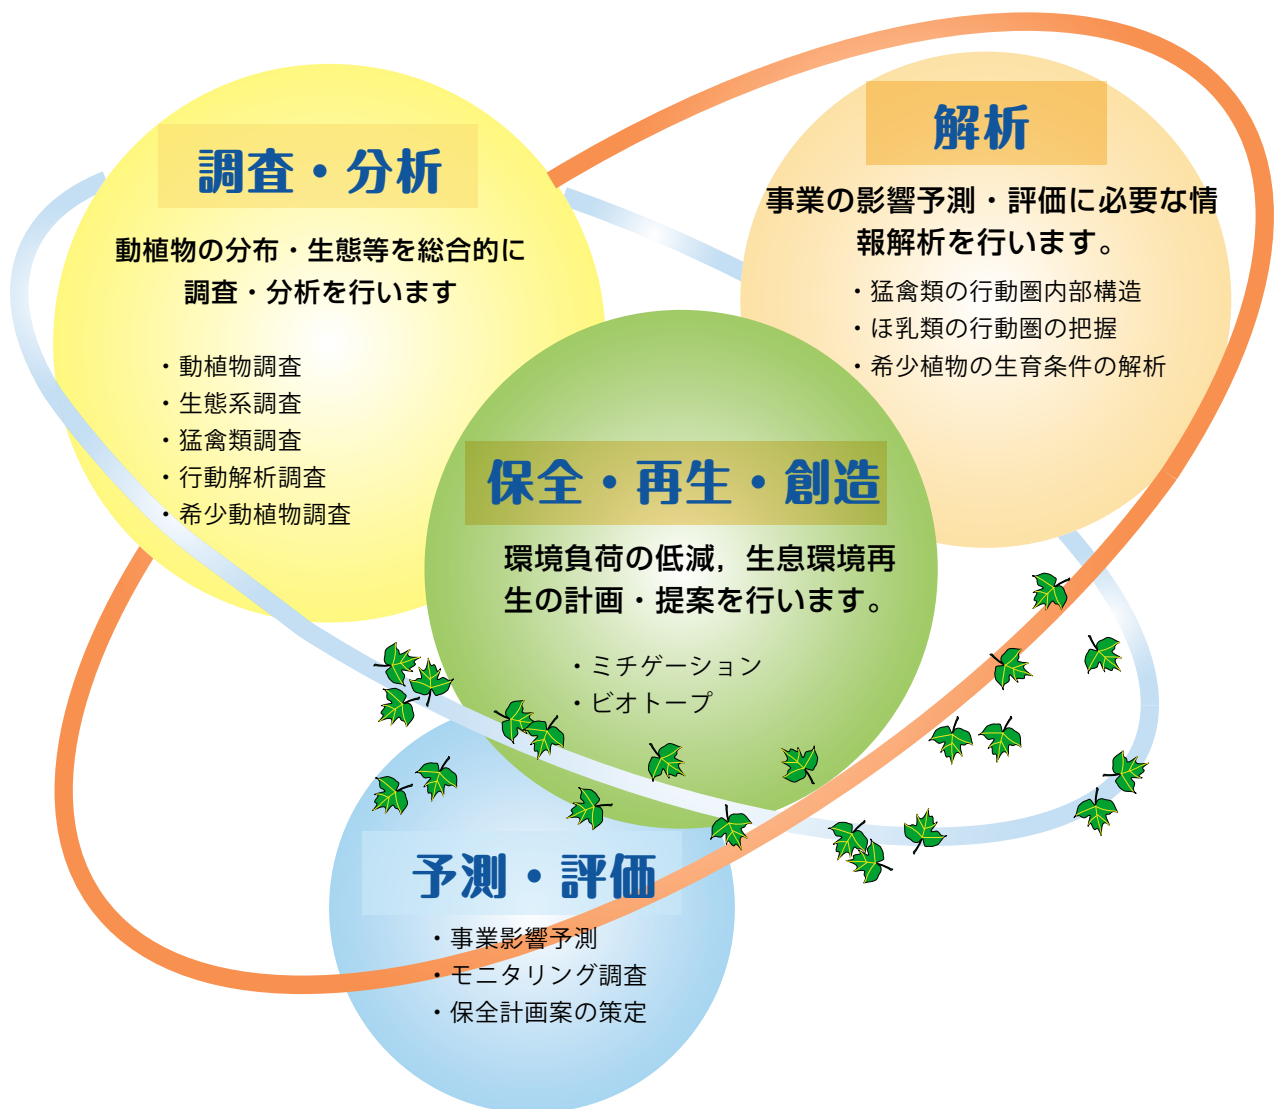 調査・分析
動植物の分布・生態等を総合的に
調査・分析を行います
・動植物調査
・生態系調査
・猛禽類調査
・行動解析調査
・希少動植物調査
解析
事業の影響予測・評価に必要な情
報解析を行います。
・猛禽類の行動圏内部構造
・ほ乳類の行動圏の把握
・希少植物の生育条件の解析
保全・再生・創造
環境負荷の低減，生息環境再
生の計画・提案を行います。
・ミチゲーション
・ビオトープ
予測・評価
・事業影響予測
・モニタリング調査
・保全計画案の策定